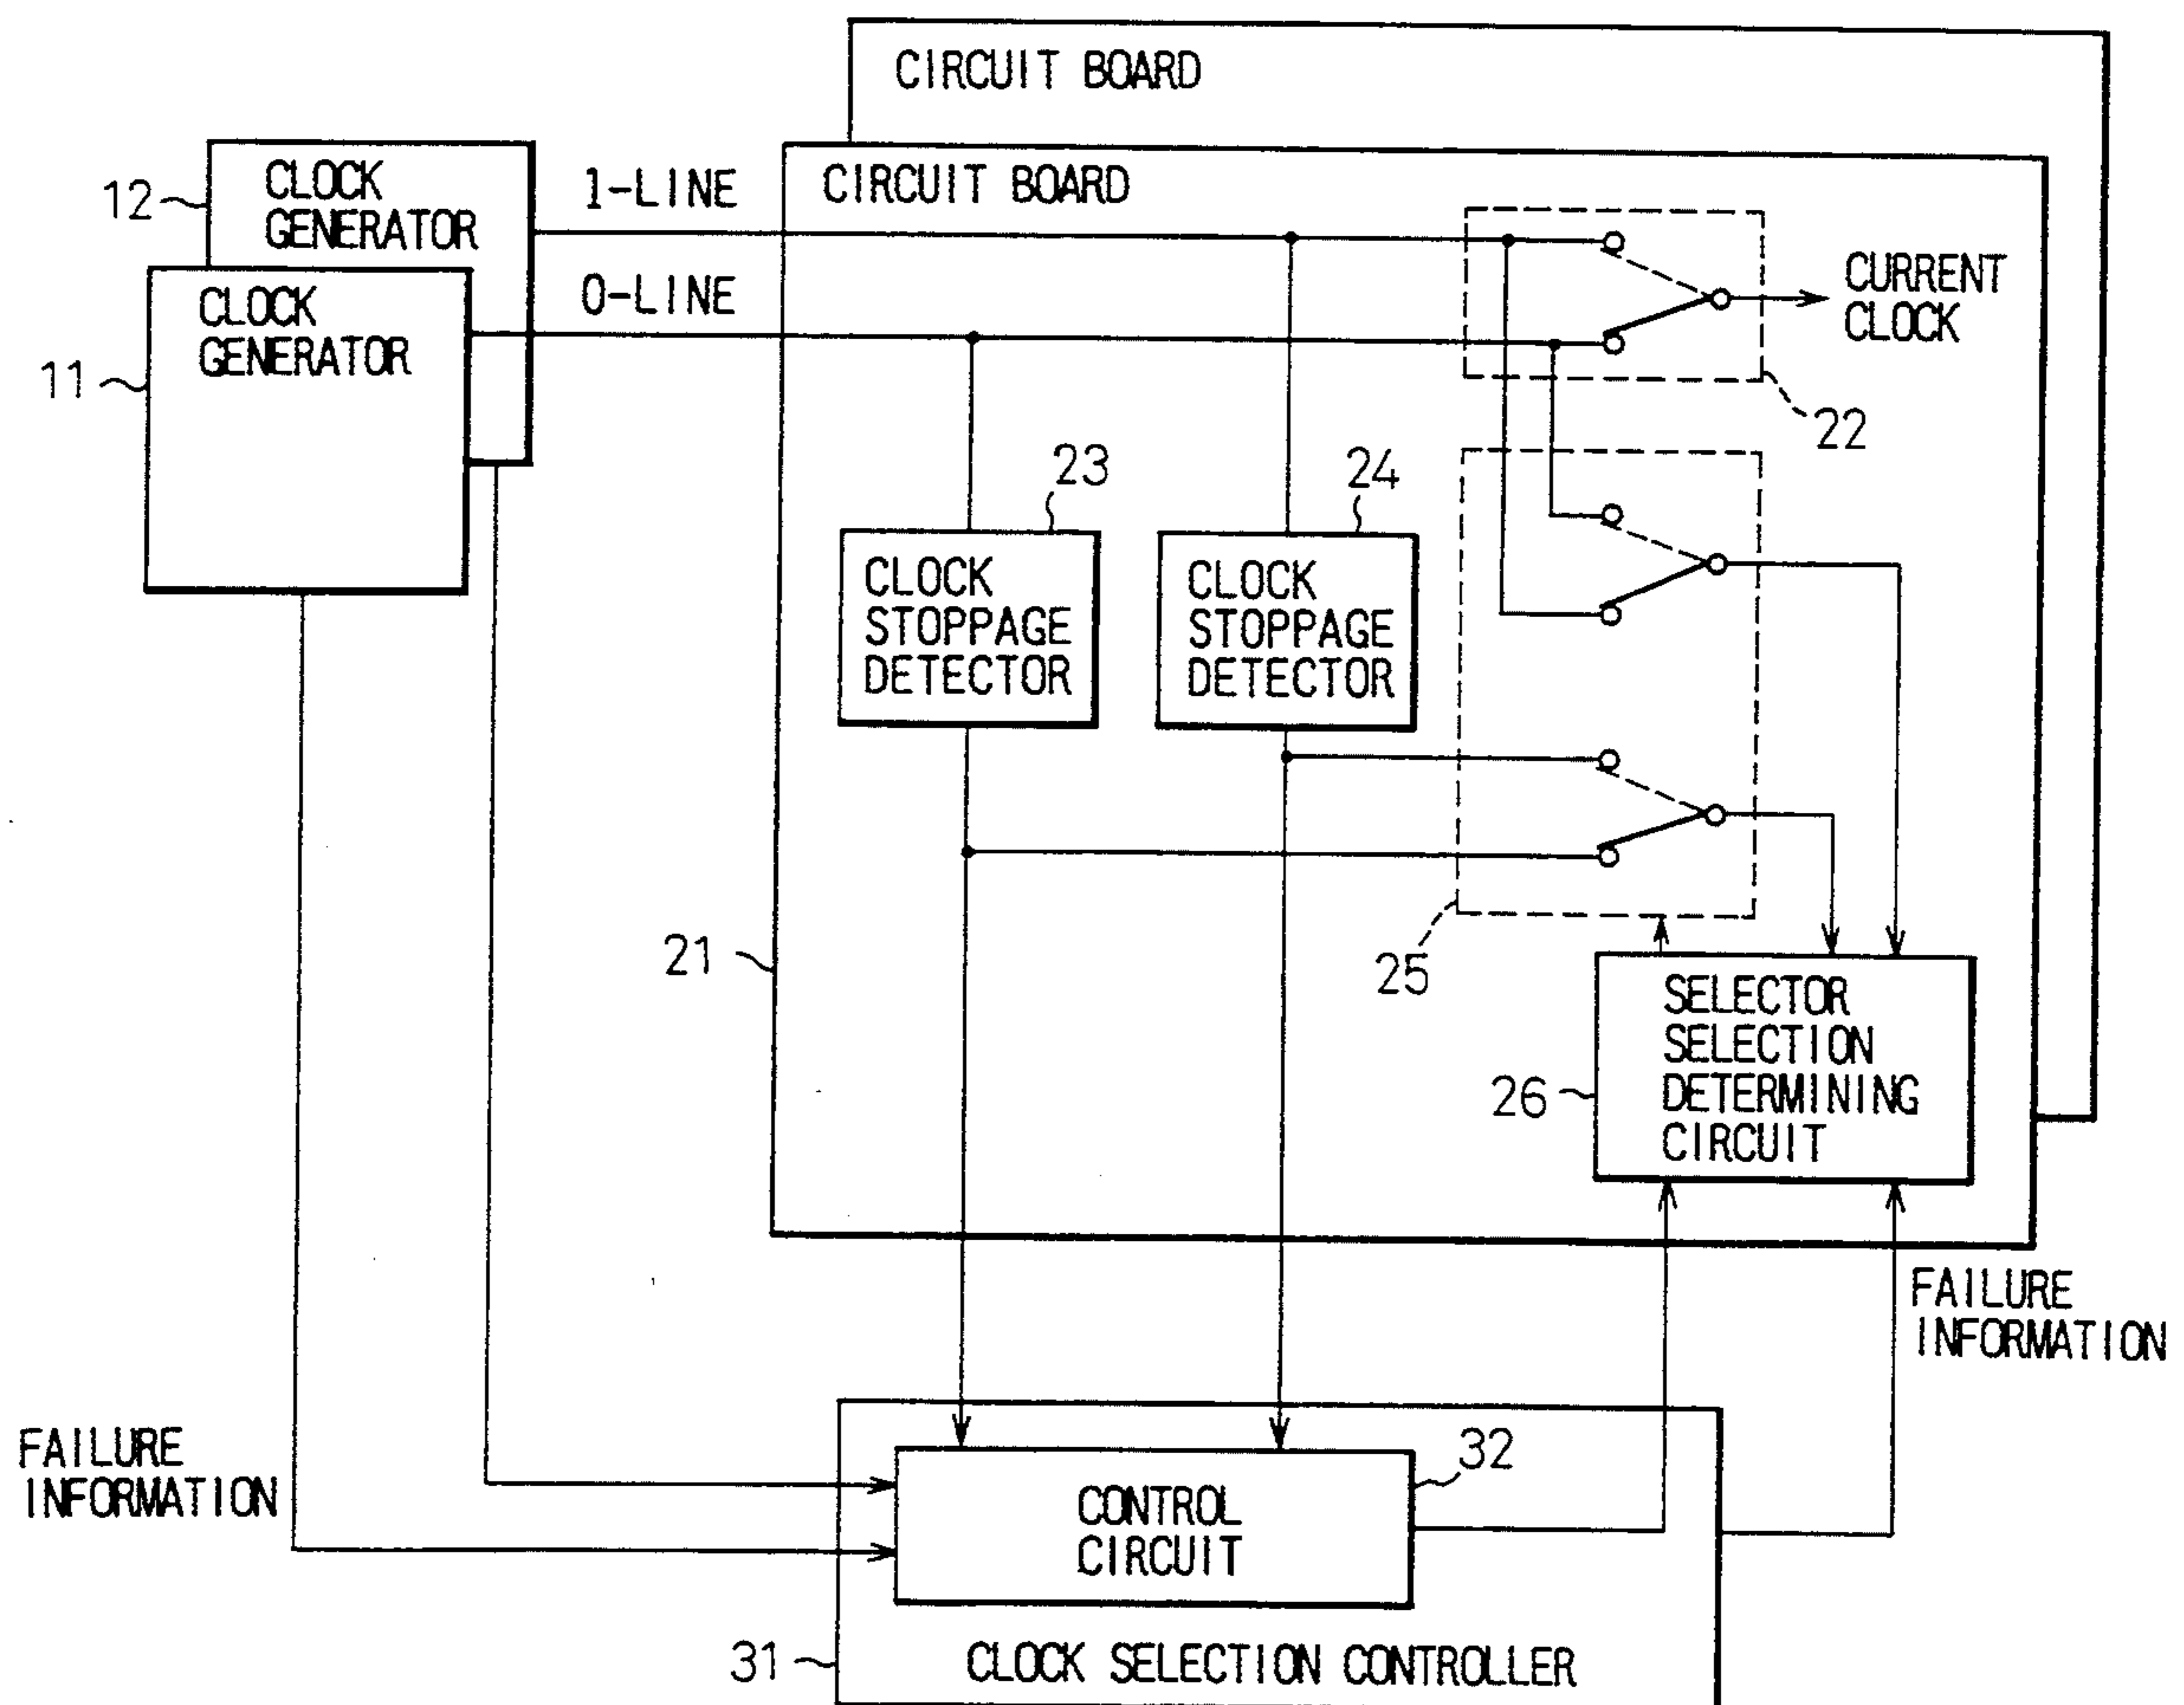 CIRCUIT BOARD
CIRCUIT BOARD
12
CLOCK
GENERATOR
1-LINE
11
CLOCK
GENERATOR
0-LINE
CURRENT
CLOCK
22
23
24
CLOCK
STOPPAGE
DETECTOR
CLOCK
STOPPAGE
DETECTOR
21
25
26
SELECTOR
SELECTION
DETERMINING
CIRCUIT
FAILURE
INFORMATION
FAILURE
INFORMATION
32
CONTROL
CIRCUIT
31
CLOCK SELECTION CONTROLLER